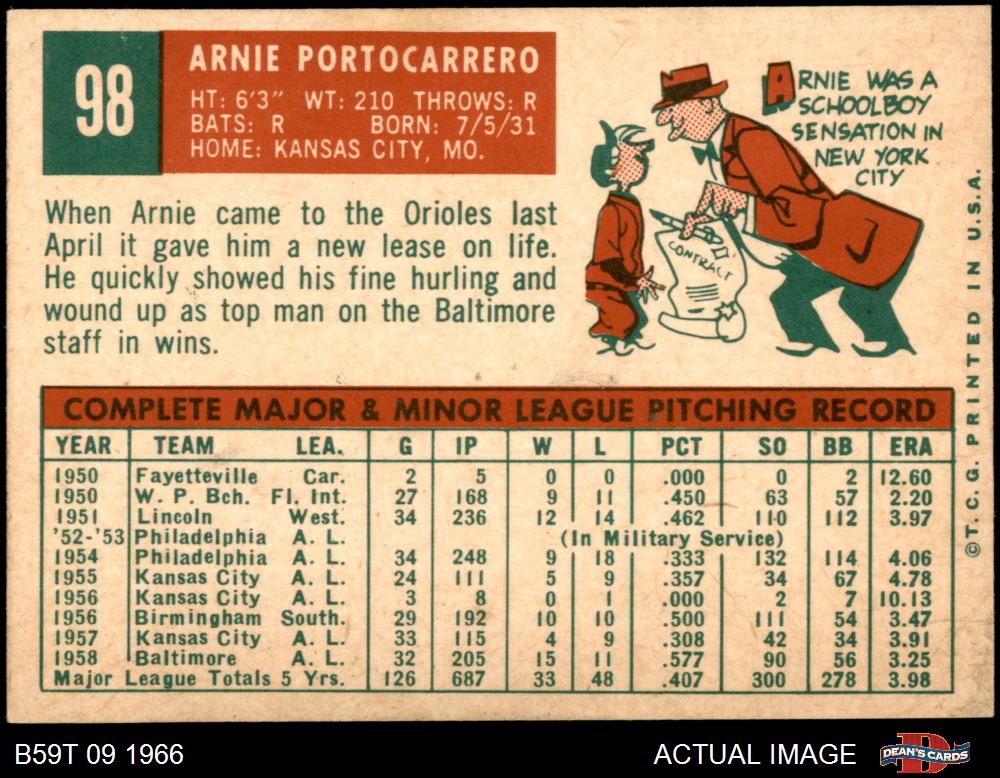 98
ARNIE PORTOCARRERO
HT: 6'3" WT: 210 THROWS: R
BATS: R BORN: 7/5/31
HOME: KANSAS CITY, MO.
ARNIE WAS A
SCHOOLBOY
SENSATION IN
NEW YORK
CITY
CONTRACT
When Arnie came to the Orioles last
April it gave him a new lease on life.
He quickly showed his fine hurling and
wound up as top man on the Baltimore
staff in wins.
COMPLETE MAJOR & MINOR LEAGUE PITCHING RECORD
YEAR TEAM LEA. G IP W L PCT SO BB ERA
1950 Fayetteville Car. 2 5 0 0 .000 0 2 12.60
1950 W. P. Bch. Fl. Int. 27 168 9 11 .450 63 57 2.20
1951 Lincoln West. 34 236 12 14 .462 110 112 3.97
'52-'53 Philadelphia A. L. (In Military Service)
1954 Philadelphia A. L. 34 248 9 18 .333 132 114 4.06
1955 Kansas City A. L. 24 111 5 9 .357 34 67 4.78
1956 Kansas City A. L. 3 8 0 1 .000 2 7 10.13
1956 Birmingham South. 29 192 10 10 .500 111 54 3.47
1957 Kansas City A. L. 33 115 4 9 .308 42 34 3.91
1958 Baltimore A. L. 32 205 15 11 .577 90 56 3.25
Major League Totals 5 Yrs. 126 687 33 48 .407 300 278 3.98
©T.C.G. PRINTED IN U.S.A.
B59T 09 1966
ACTUAL IMAGE
DEAN'S CARDS